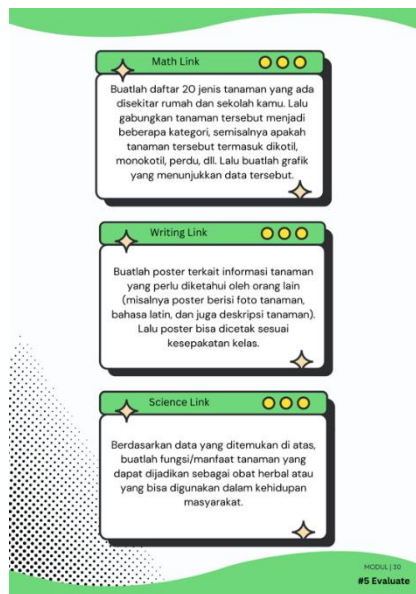 Math Link
Buatlah daftar 20 jenis tanaman yang ada
disekitar rumah dan sekolah kamu. Lalu
gabungkan tanaman tersebut menjadi
beberapa kategori, semisalnya apakah
tanaman tersebut termasuk dikotil,
monokotil, perdu, dll. Lalu buatlah grafik
yang menunjukkan data tersebut.
Writing Link
Buatlah poster terkait informasi tanaman
yang perlu diketahui oleh orang lain
(misalnya poster berisi foto tanaman,
bahasa latin, dan juga deskripsi tanaman).
Lalu poster bisa dicetak sesuai
kesepakatan kelas.
Science Link
Berdasarkan data yang ditemukan di atas,
buatlah fungsi/manfaat tanaman yang
dapat dijadikan sebagai obat herbal atau
yang bisa digunakan dalam kehidupan
masyarakat.
MODUL | 30
#5 Evaluate